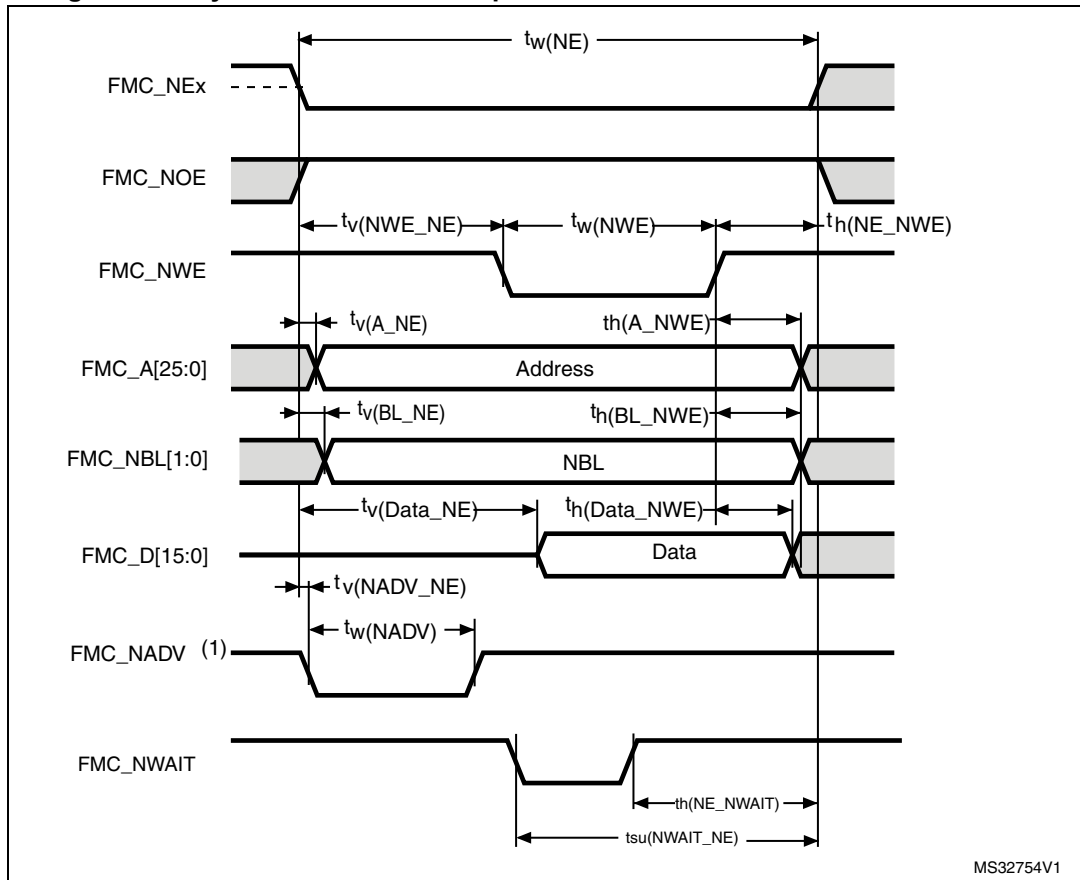 tw(NE)
FMC_NEx
FMC_NOE
tv(NWE_NE) tw(NWE) th(NE_NWE)
FMC_NWE
tv(A_NE) th(A_NWE)
FMC_A[25:0] Address
tv(BL_NE) th(BL_NWE)
FMC_NBL[1:0] NBL
tv(Data_NE) th(Data_NWE)
FMC_D[15:0] Data
tv(NADV_NE)
tw(NADV)
FMC_NADV (1)
FMC_NWAIT
th(NE_NWAIT)
tsu(NWAIT_NE)
MS32754V1